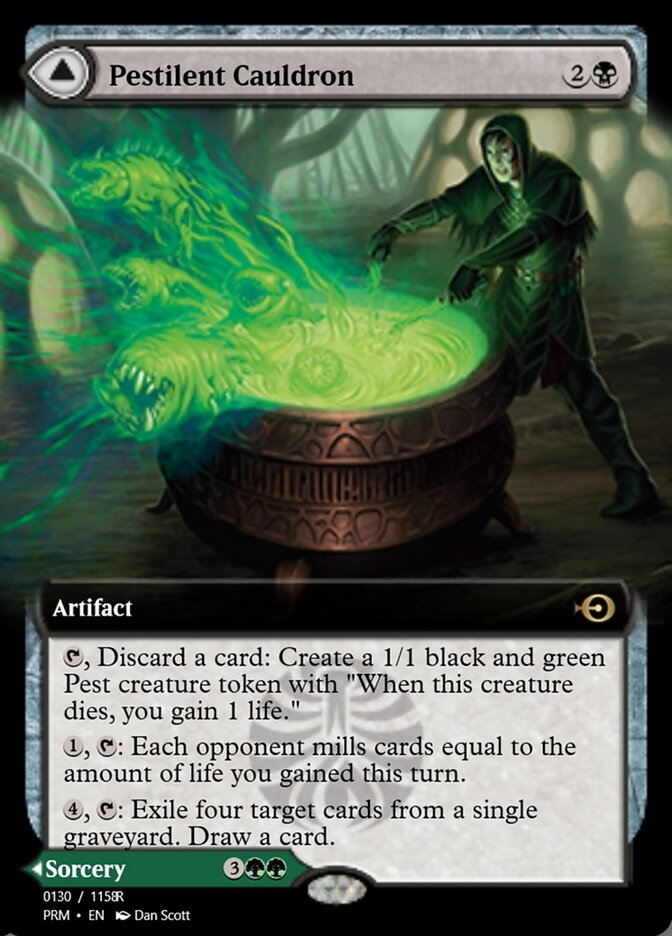 Pestilent Cauldron 2
Artifact
, Discard a card: Create a 1/1 black and green
Pest creature token with "When this creature
dies, you gain 1 life."
1, : Each opponent mills cards equal to the
amount of life you gained this turn.
4, : Exile four target cards from a single
graveyard. Draw a card.
Sorcery 3
0130 / 1158R
PRM • EN Dan Scott